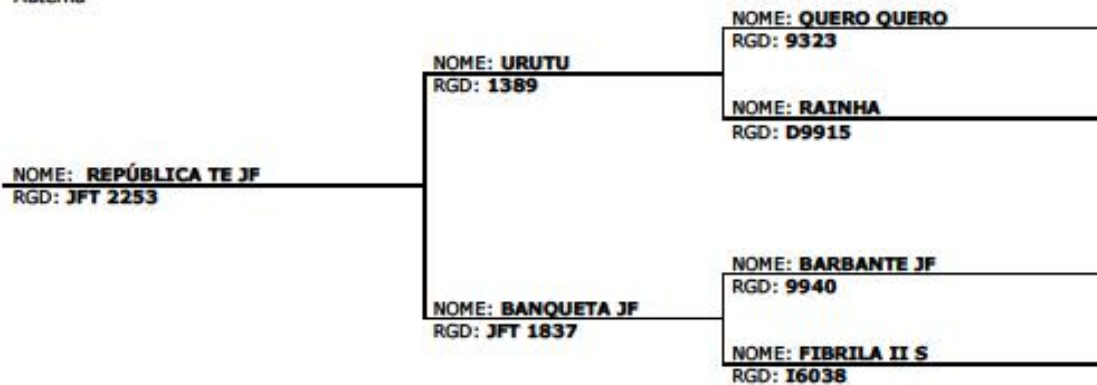 NOME: QUERO QUERO
RGD: 9323
NOME: URUTU
RGD: 1389
NOME: RAINHA
RGD: D9915
NOME: REPÚBLICA TE JF
RGD: JFT 2253
NOME: BARBANTE JF
RGD: 9940
NOME: BANQUETA JF
RGD: JFT 1837
NOME: FIBRILA II S
RGD: I6038